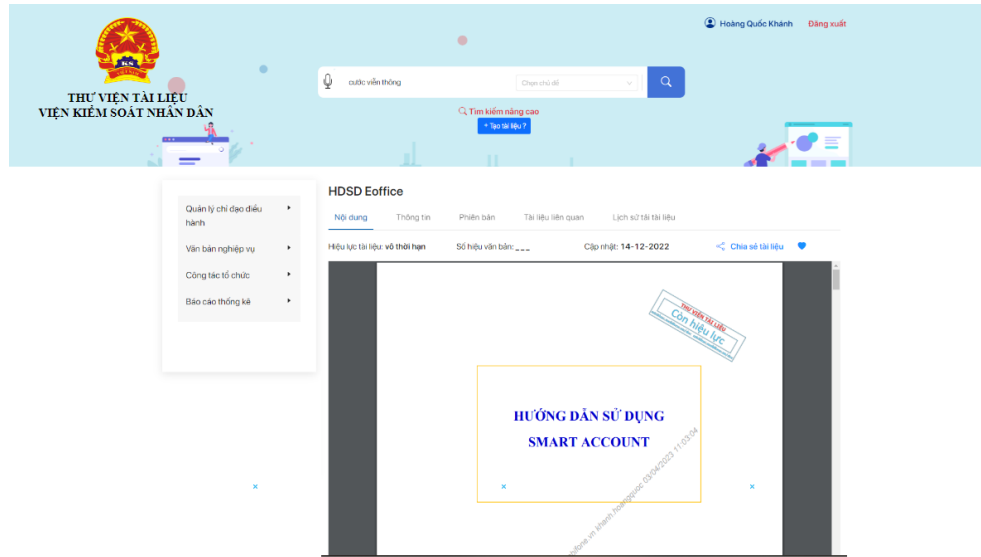 Hoàng Quốc Khánh Đăng xuất
KS
VIỆT NAM
THƯ VIỆN TÀI LIỆU
VIỆN KIỂM SOÁT NHÂN DÂN
cước viễn thông Chọn chủ đề
Tìm kiếm nâng cao
+ Tạo tài liệu ?
Quản lý chỉ đạo điều
hành
Văn bản nghiệp vụ
Công tác tổ chức
Báo cáo thống kê
HDSD Eoffice
Nội dung Thông tin Phiên bản Tài liệu liên quan Lịch sử tải tài liệu
Hiệu lực tài liệu: vô thời hạn Số hiệu văn bản: _ _ _ Cập nhật: 14-12-2022 Chia sẻ tài liệu
THƯ VIỆN TÀI LIỆU
Còn hiệu lực
HƯỚNG DẪN SỬ DỤNG
SMART ACCOUNT
khanh.hoangquoc 03/04/2023 11:03:04